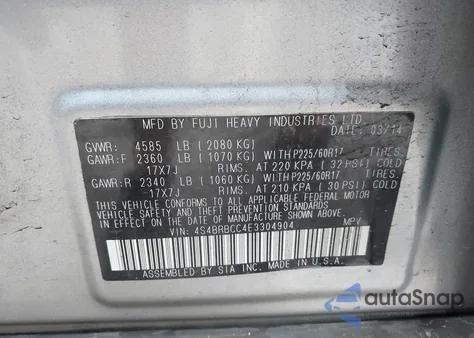 MFD BY FUJI HEAVY INDUSTRIES LTD.
DATE: 03/14
GVWR: 4585 LB (2080 KG)
GAWR:F 2360 LB (1070 KG) WITH P225/60R17 TIRES,
17X7J RIMS, AT 220 KPA (32 PSI) COLD
GAWR:R 2340 LB (1060 KG) WITH P225/60R17 TIRES,
17X7J RIMS, AT 210 KPA (30 PSI) COLD
THIS VEHICLE CONFORMS TO ALL APPLICABLE FEDERAL MOTOR
VEHICLE SAFETY AND BUMPER STANDARDS
IN EFFECT ON THE DATE OF MANUFACTURE SHOWN ABOVE.
VIN: 4S4BRBCC4E3304904 MPV
ASSEMBLED BY SIA INC. MADE IN U.S.A.
autoSnap